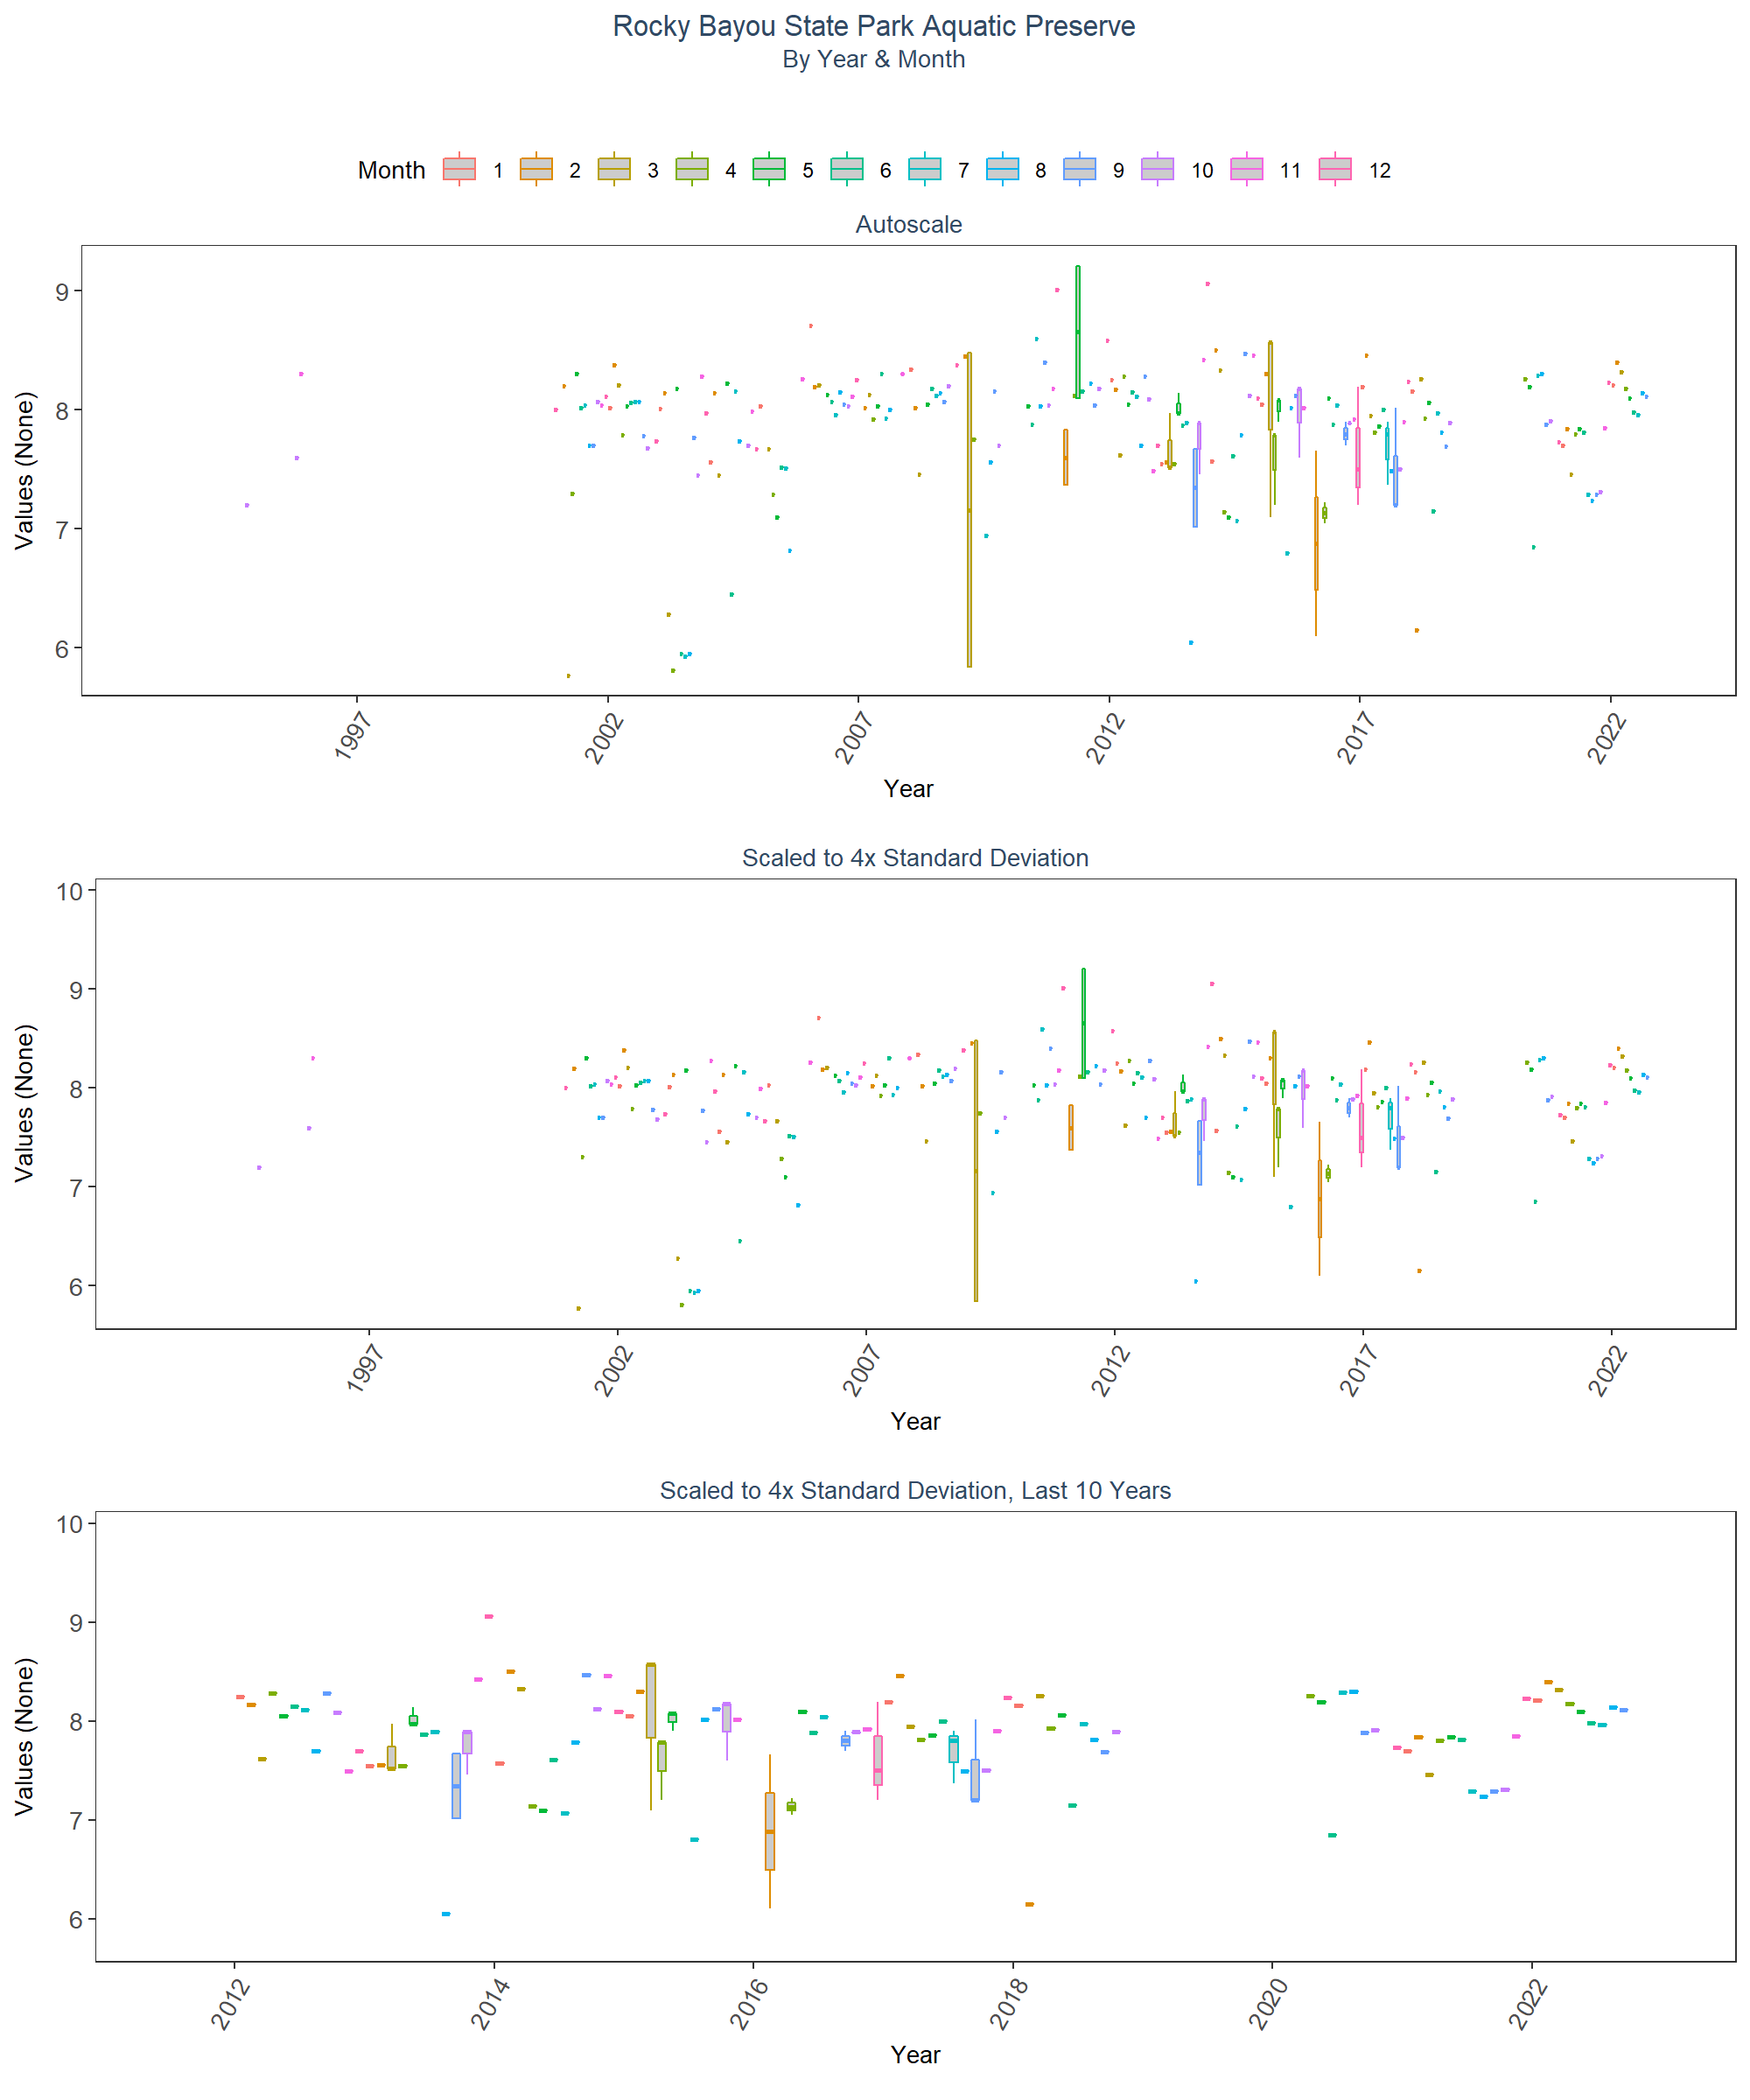 Rocky Bayou State Park Aquatic Preserve
By Year & Month
Month 1 2 3 4 5 6 7 8 9 10 11 12
Autoscale
Values (None)
9
8
7
6
1997 2002 2007 2012 2017 2022
Year
Scaled to 4x Standard Deviation
Values (None)
10
9
8
7
6
1997 2002 2007 2012 2017 2022
Year
Scaled to 4x Standard Deviation, Last 10 Years
Values (None)
10
9
8
7
6
2012 2014 2016 2018 2020 2022
Year